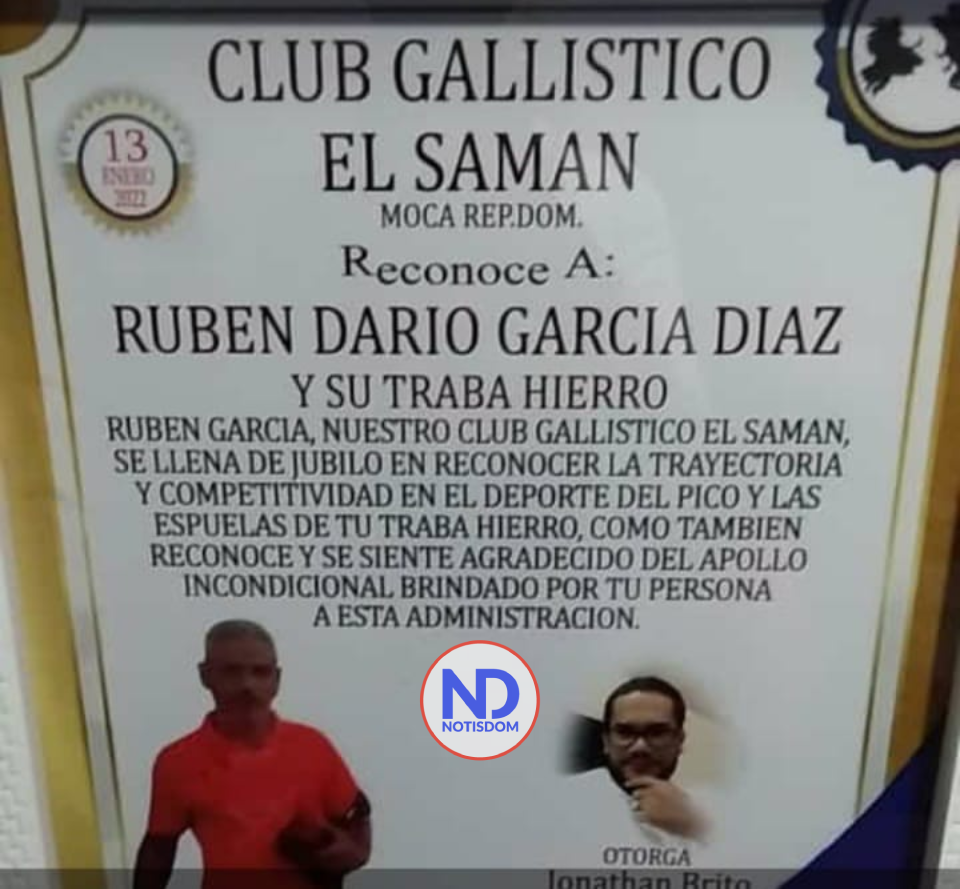 CLUB GALLISTICO
EL SAMAN
MOCA REP.DOM.
13
ENERO
2022
Reconoce A:
RUBEN DARIO GARCIA DIAZ
Y SU TRABA HIERRO
RUBEN GARCIA, NUESTRO CLUB GALLISTICO EL SAMAN,
SE LLENA DE JUBILO EN RECONOCER LA TRAYECTORIA
Y COMPETITIVIDAD EN EL DEPORTE DEL PICO Y LAS
ESPUELAS DE TU TRABA HIERRO, COMO TAMBIEN
RECONOCE Y SE SIENTE AGRADECIDO DEL APOLLO
INCONDICIONAL BRINDADO POR TU PERSONA
A ESTA ADMINISTRACION.
ND
NOTISDOM
OTORGA
Jonathan Brito